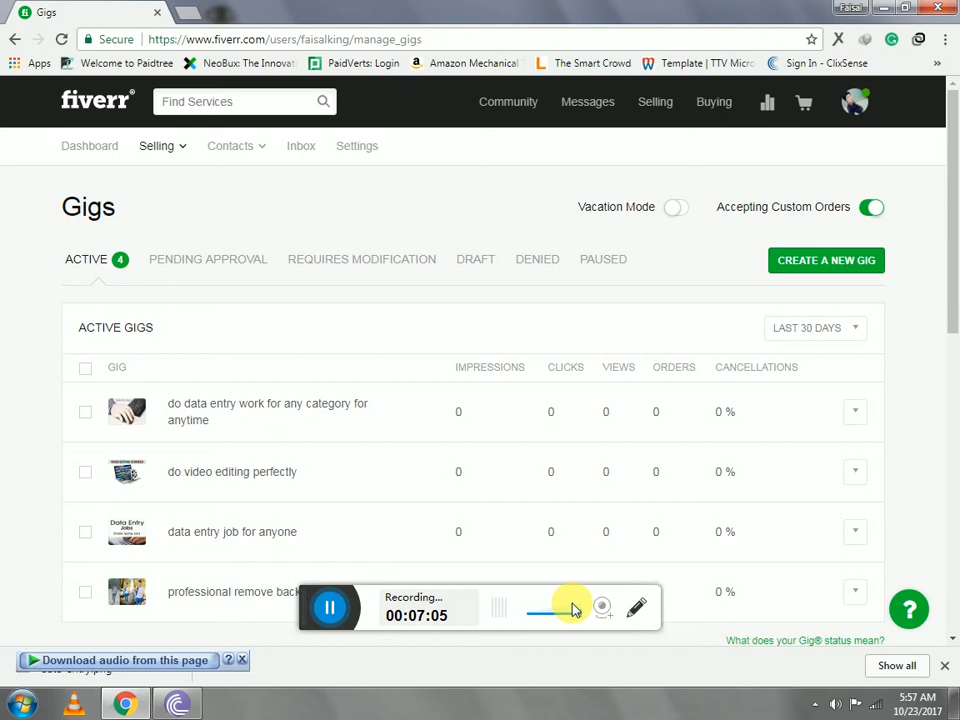 Gigs
Faisal
Secure
https://www.fiverr.com/users/faisalking/manage_gigs
Apps
Welcome to Paidtree
NeoBux: The Innovati
PaidVerts: Login
Amazon Mechanical
The Smart Crowd
Template | TTV Micro
Sign In - ClixSense
»
fiverr®
Find Services
Community
Messages
Selling
Buying
Dashboard
Selling
Contacts
Inbox
Settings
Gigs
Vacation Mode
Accepting Custom Orders
ACTIVE 4
PENDING APPROVAL
REQUIRES MODIFICATION
DRAFT
DENIED
PAUSED
CREATE A NEW GIG
ACTIVE GIGS
LAST 30 DAYS
GIG
IMPRESSIONS
CLICKS
VIEWS
ORDERS
CANCELLATIONS
do data entry work for any category for
anytime
0 0 0 0 0 %
do video editing perfectly
0 0 0 0 0 %
Data Entry
Jobs
data entry job for anyone
0 0 0 0 0 %
professional remove back
0 %
Recording...
00:07:05
?
What does your Gig® status mean?
Download audio from this page
?
Show all
5:57 AM
10/23/2017